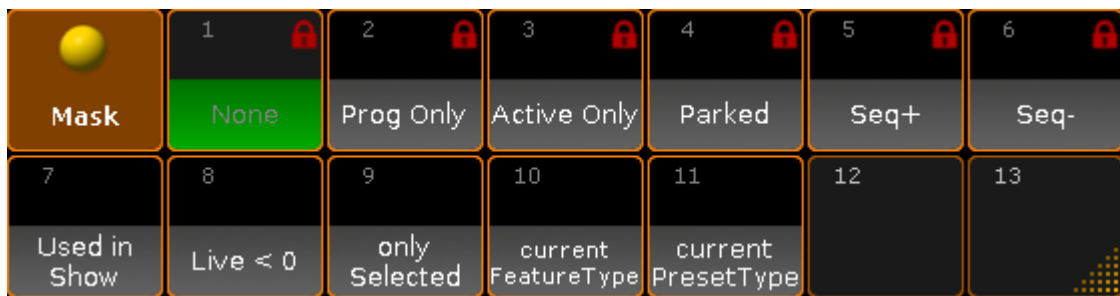 1 2 3 4 5 6
Mask None Prog Only Active Only Parked Seq+ Seq-
7 8 9 10 11 12 13
Used in Show
Live < 0
only Selected
current FeatureType
current PresetType